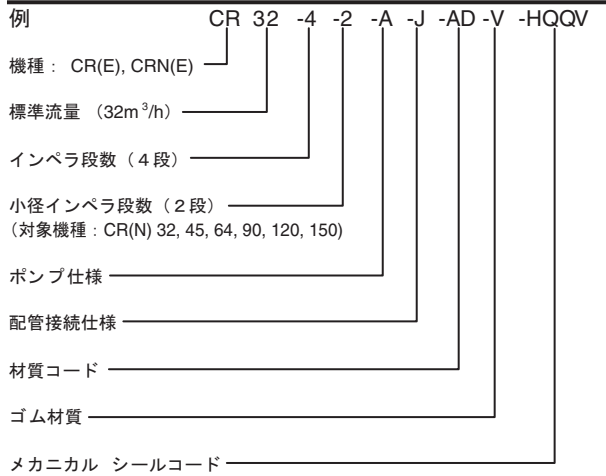 例 CR 32 -4 -2 -A -J -AD -V -HQQV
機種： CR(E), CRN(E)
標準流量 （32m³/h）
インペラ段数（４段）
小径インペラ段数（２段）
（対象機種：CR(N) 32, 45, 64, 90, 120, 150)
ポンプ仕様
配管接続仕様
材質コード
ゴム材質
メカニカル シールコード